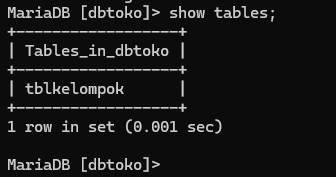 MariaDB [dbtoko]> show tables;
+------------------+
| Tables_in_dbtoko |
+------------------+
| tblkelompok      |
+------------------+
1 row in set (0.001 sec)
MariaDB [dbtoko]>